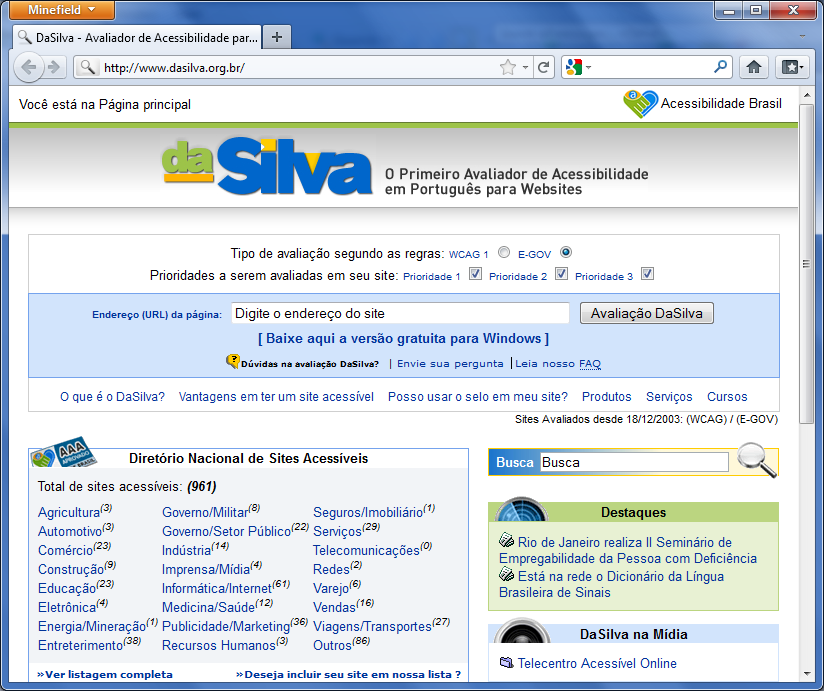 Minefield
DaSilva - Avaliador de Acessibilidade par...
http://www.dasilva.org.br/
Você está na Página principal
Acessibilidade Brasil
daSilva
O Primeiro Avaliador de Acessibilidade
em Português para Websites
Tipo de avaliação segundo as regras: WCAG 1 E-GOV
Prioridades a serem avaliadas em seu site: Prioridade 1 Prioridade 2 Prioridade 3
Endereço (URL) da página: Digite o endereço do site Avaliação DaSilva
[ Baixe aqui a versão gratuita para Windows ]
Dúvidas na avaliação DaSilva? | Envie sua pergunta | Leia nosso FAQ
O que é o DaSilva? Vantagens em ter um site acessível Posso usar o selo em meu site? Produtos Serviços Cursos
Sites Avaliados desde 18/12/2003: (WCAG) / (E-GOV)
AAA
APROVADO
BRASIL
Diretório Nacional de Sites Acessíveis
Total de sites acessíveis: (961)
Agricultura(3) Governo/Militar(8) Seguros/Imobiliário(1)
Automotivo(3) Governo/Setor Público(22) Serviços(29)
Comércio(23) Indústria(14) Telecomunicações(0)
Construção(9) Imprensa/Mídia(4) Redes(2)
Educação(23) Informática/Internet(61) Varejo(6)
Eletrônica(4) Medicina/Saúde(12) Vendas(16)
Energia/Mineração(1) Publicidade/Marketing(36) Viagens/Transportes(27)
Entreterimento(38) Recursos Humanos(3) Outros(86)
»Ver listagem completa »Deseja incluir seu site em nossa lista ?
Busca Busca
Destaques
Rio de Janeiro realiza II Seminário de
Empregabilidade da Pessoa com Deficiência
Está na rede o Dicionário da Língua
Brasileira de Sinais
DaSilva na Mídia
Telecentro Acessível Online